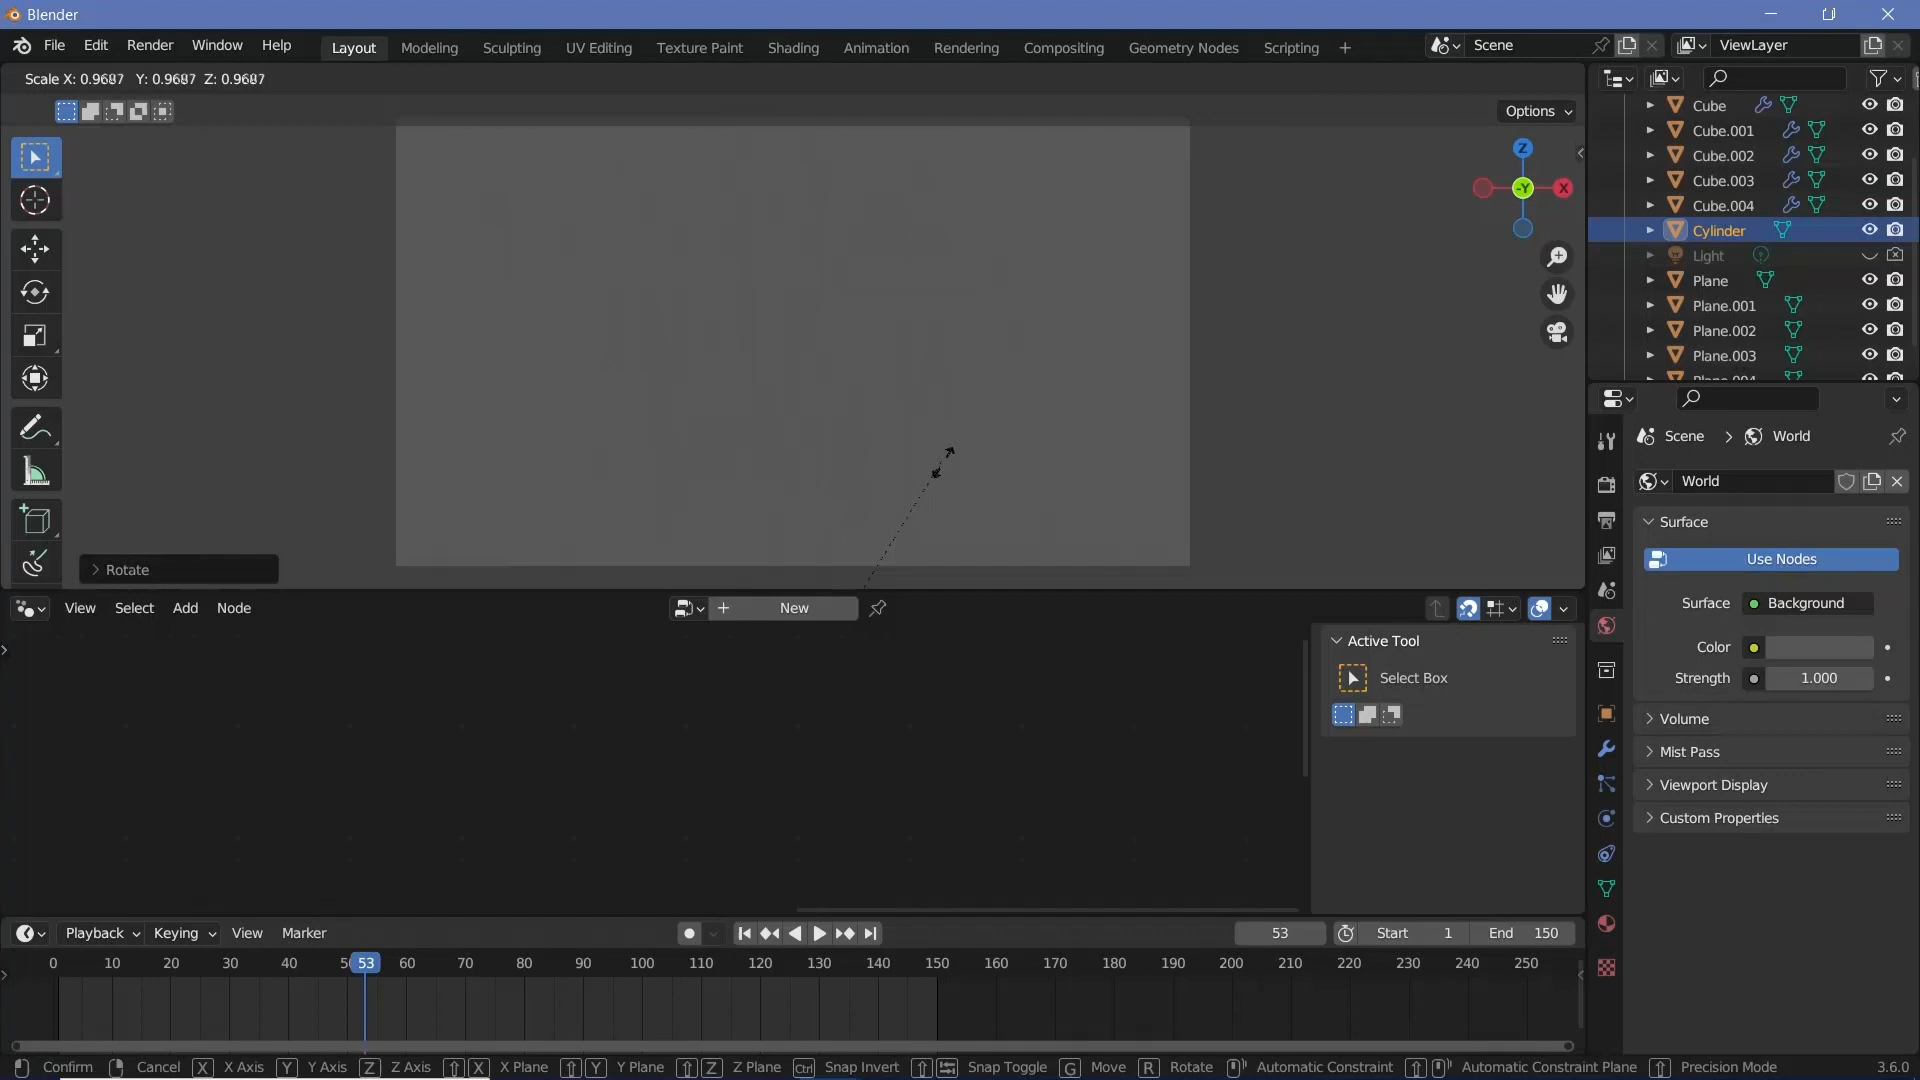 Blender
File Edit Render Window Help
Layout Modeling Sculpting UV Editing Texture Paint Shading Animation Rendering Compositing Geometry Nodes Scripting +
Scene
ViewLayer
Scale X: 0.9687 Y: 0.9687 Z: 0.9687
Options
Z
-Y
X
Rotate
Cube
Cube.001
Cube.002
Cube.003
Cube.004
Cylinder
Light
Plane
Plane.001
Plane.002
Plane.003
Plane.004
Scene > World
World
Surface
Use Nodes
Surface Background
Color
Strength 1.000
Volume
Mist Pass
Viewport Display
Custom Properties
View Select Add Node
+ New
Active Tool
Select Box
Playback Keying View Marker
53 Start 1 End 150
0 10 20 30 40 50 53 60 70 80 90 100 110 120 130 140 150 160 170 180 190 200 210 220 230 240 250
Confirm Cancel X X Axis Y Y Axis Z Z Axis X X Plane Y Y Plane Z Z Plane Ctrl Snap Invert Snap Toggle G Move R Rotate Automatic Constraint Automatic Constraint Plane Precision Mode 3.6.0